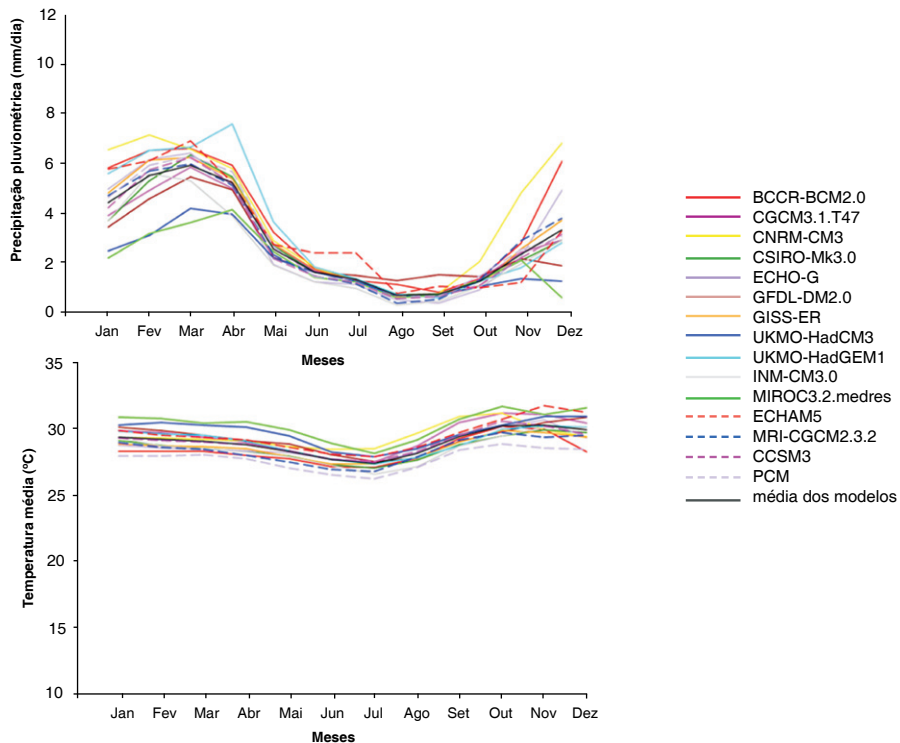 Precipitação pluviométrica (mm/dia)
12
10
8
6
4
2
0
Jan Fev Mar Abr Mai Jun Jul Ago Set Out Nov Dez
Meses
Temperatura média (ºC)
35
30
25
20
15
10
Jan Fev Mar Abr Mai Jun Jul Ago Set Out Nov Dez
Meses
BCCR-BCM2.0
CGCM3.1.T47
CNRM-CM3
CSIRO-Mk3.0
ECHO-G
GFDL-DM2.0
GISS-ER
UKMO-HadCM3
UKMO-HadGEM1
INM-CM3.0
MIROC3.2.medres
ECHAM5
MRI-CGCM2.3.2
CCSM3
PCM
média dos modelos